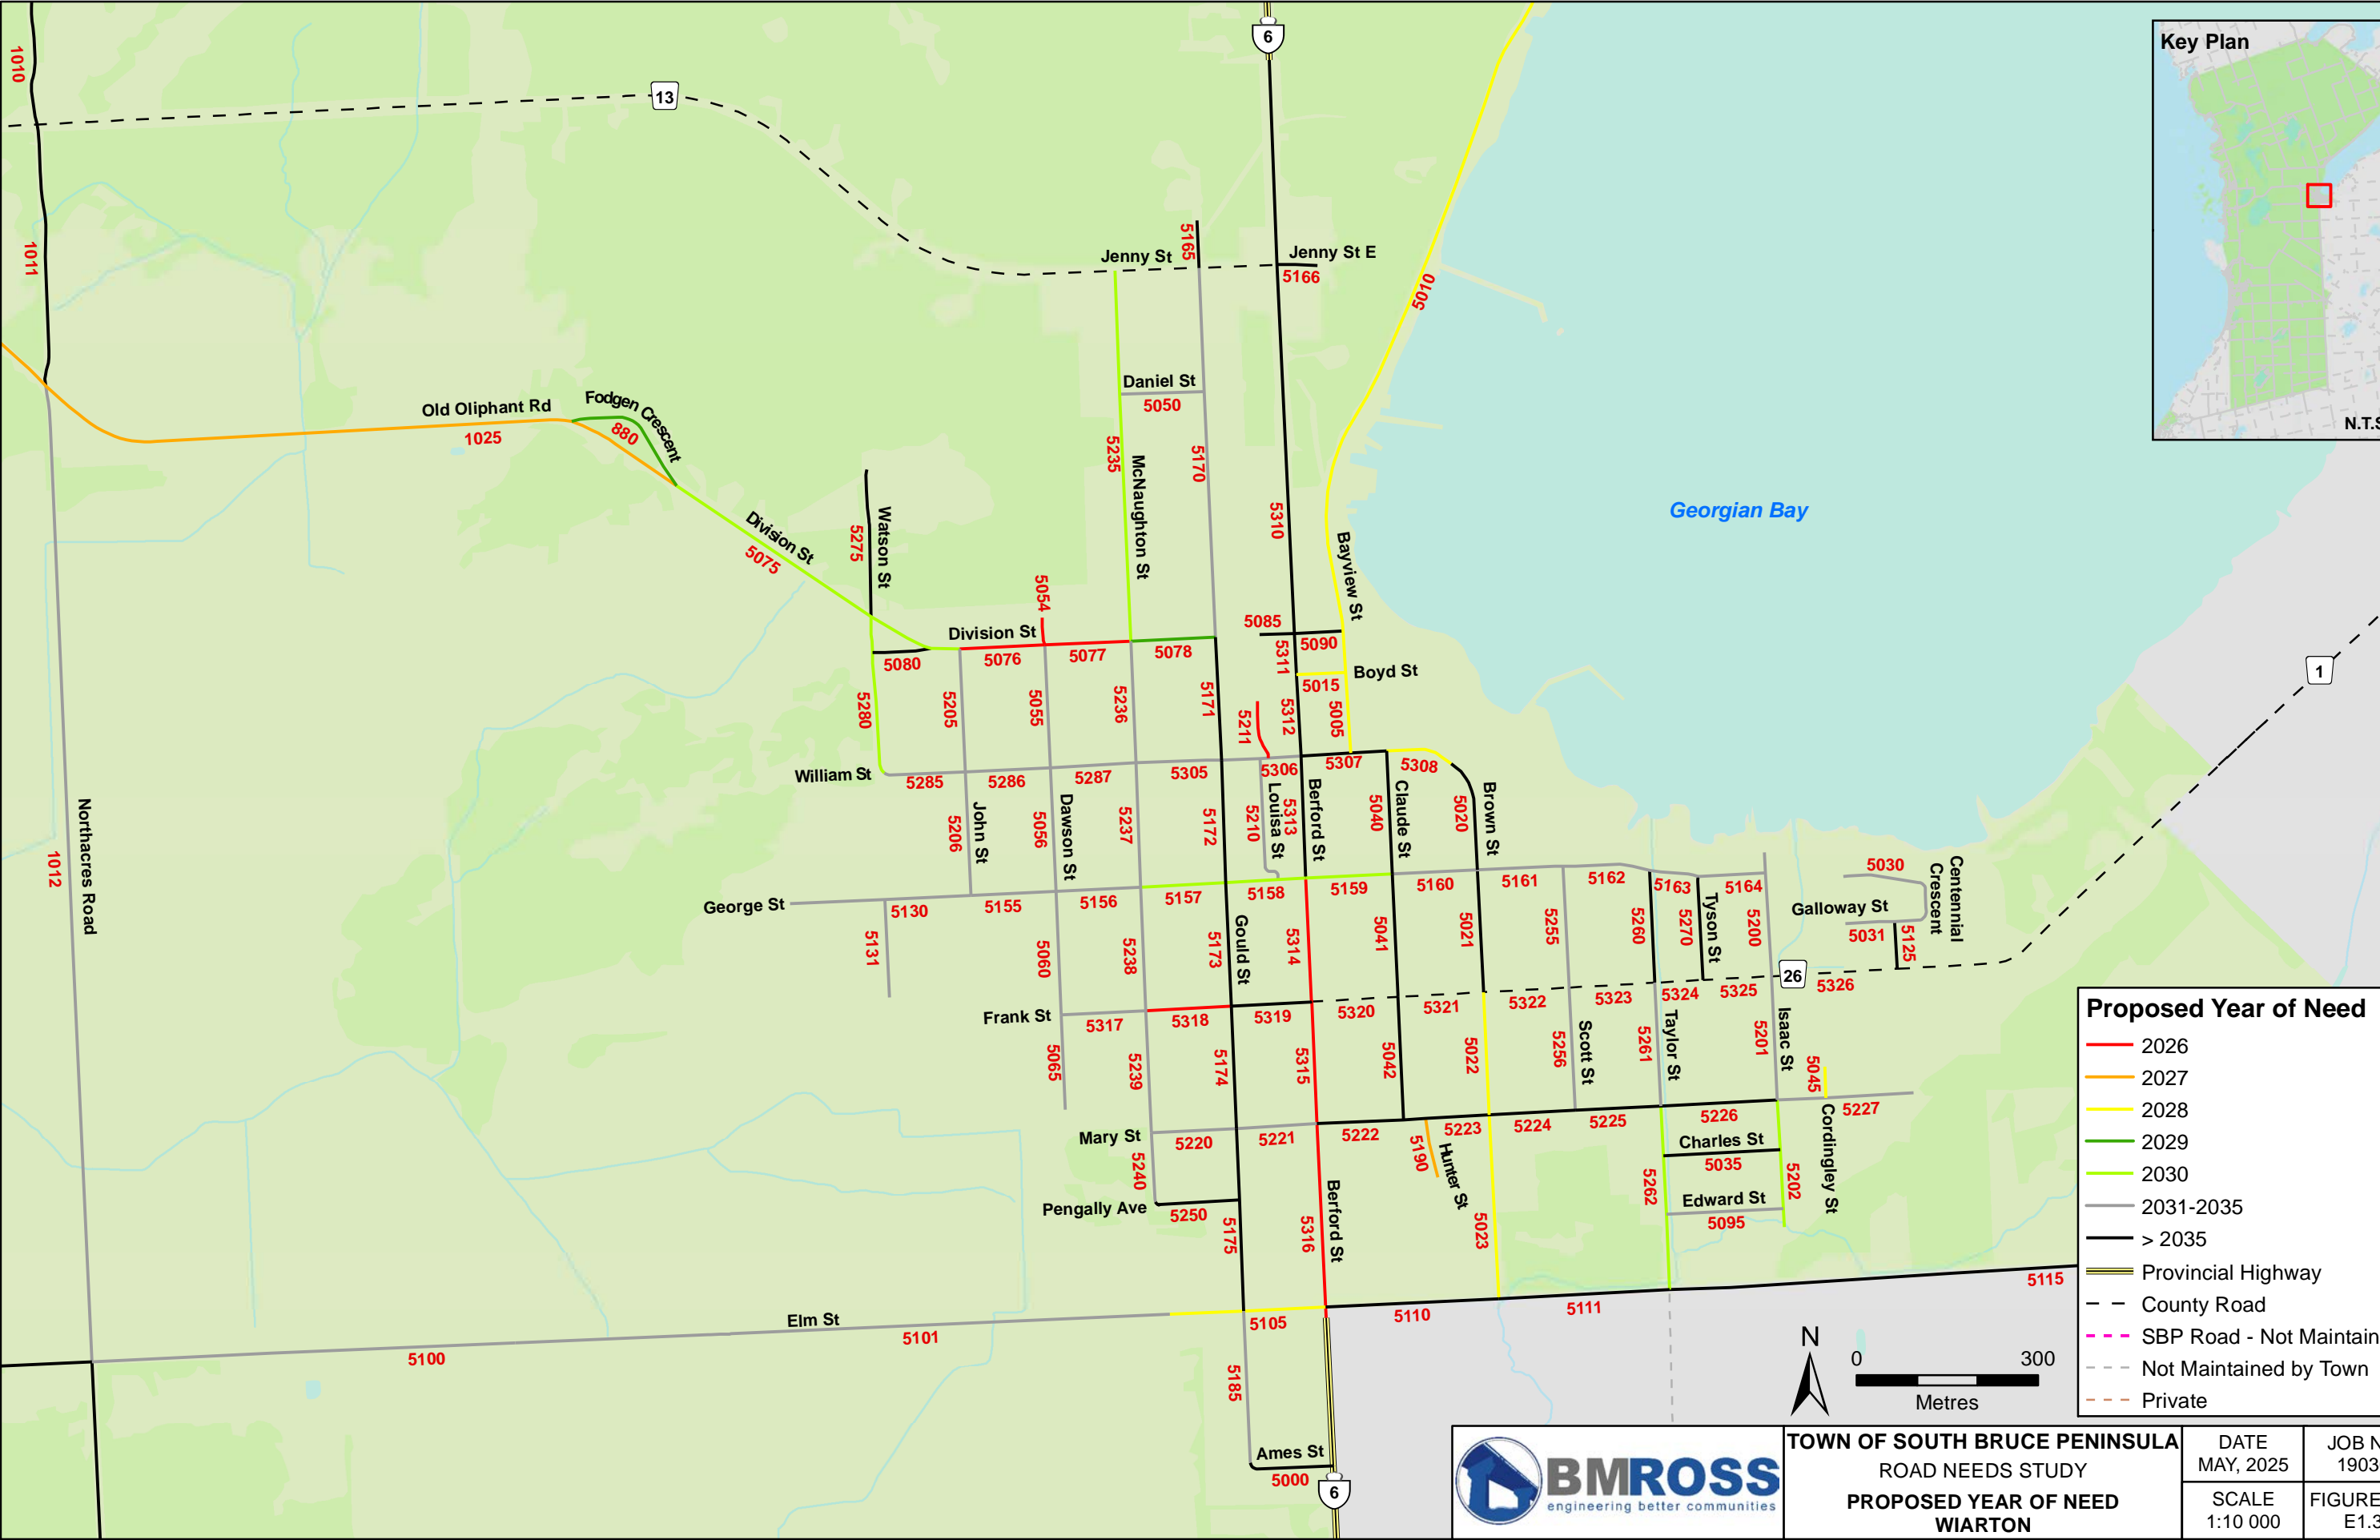 6
Key Plan
1010
13
5165
Jenny St
Jenny St E
5166
1011
5010
Daniel St
5050
Fodgen Crescent
Old Oliphant Rd
1025
880
N.T.S
5235
McNaughton St
5170
Georgian Bay
Division St
5075
Watson St
5275
5310
Bayview St
5054
5085
Division St
5076
5077
5078
5080
5311
5090
Boyd St
5015
5280
5205
5055
5236
5171
5211
5312
5005
1
William St
5285
5286
5287
5305
5306
5307
5308
Northacres Road
1012
5206
John St
5056
Dawson St
5237
5172
5210
Louisa St
5313
Berford St
5040
Claude St
5020
Brown St
5030
Centennial
Crescent
George St
5130
5155
5156
5157
5158
5159
5160
5161
5162
5163
5164
Galloway St
5031
5125
5131
5060
5238
5173
Gould St
5314
5041
5021
5255
5260
5270
Tyson St
5200
26
5326
Frank St
5317
5318
5319
5320
5321
5322
5323
5324
5325
5065
5239
5174
5315
5042
5022
5256
Scott St
5261
Taylor St
5201
Isaac St
5045
5227
Mary St
5220
5221
5222
5223
5224
5225
5226
Charles St
5035
5240
5190
Hunter St
Cordingley St
Pengally Ave
5250
5175
5316
Berford St
5023
5262
Edward St
5095
5202
5115
Elm St
5100
5101
5105
5110
5111
5185
Ames St
5000
6
Proposed Year of Need
2026
2027
2028
2029
2030
2031-2035
> 2035
Provincial Highway
County Road
SBP Road - Not Maintain
Not Maintained by Town
Private
N
0 300
Metres
BMROSS
engineering better communities
TOWN OF SOUTH BRUCE PENINSULA
ROAD NEEDS STUDY
PROPOSED YEAR OF NEED
WIARTON
DATE
MAY, 2025
JOB N
1903
SCALE
1:10 000
FIGURE
E1.3